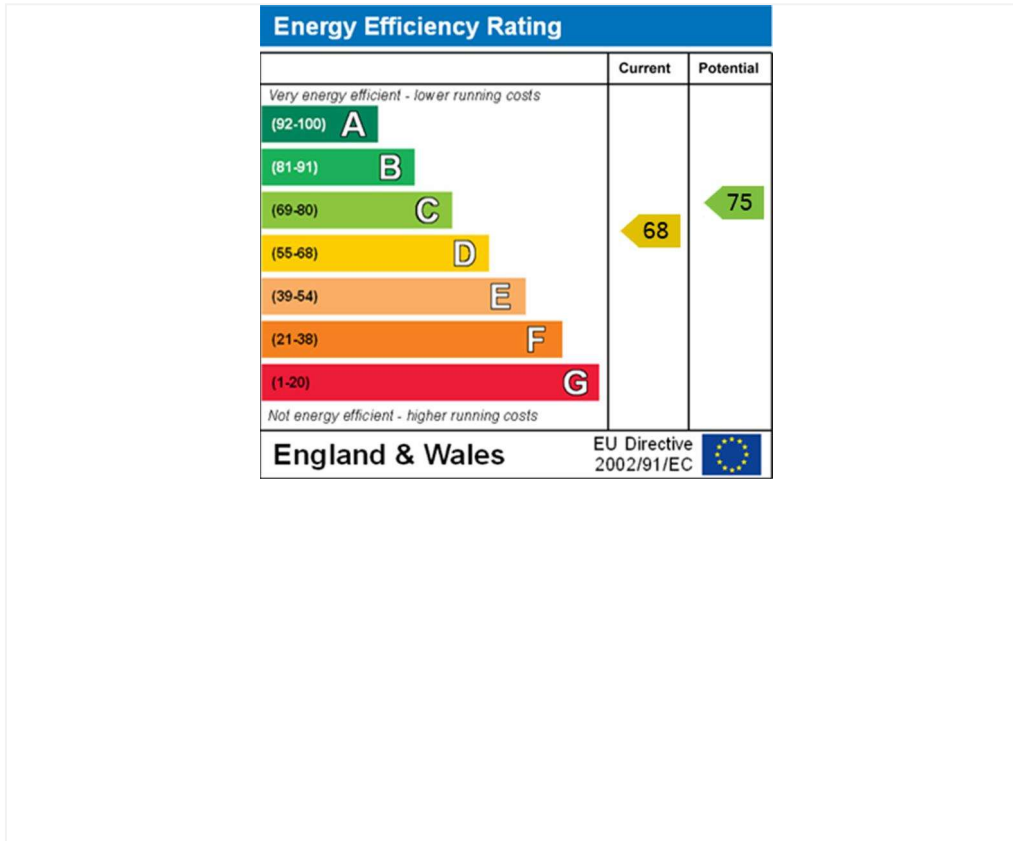 Energy Efficiency Rating
Current Potential
Very energy efficient - lower running costs
(92-100) A
(81-91) B
(69-80) C
75
68
(55-68) D
(39-54) E
(21-38) F
(1-20) G
Not energy efficient - higher running costs
England & Wales
EU Directive
2002/91/EC